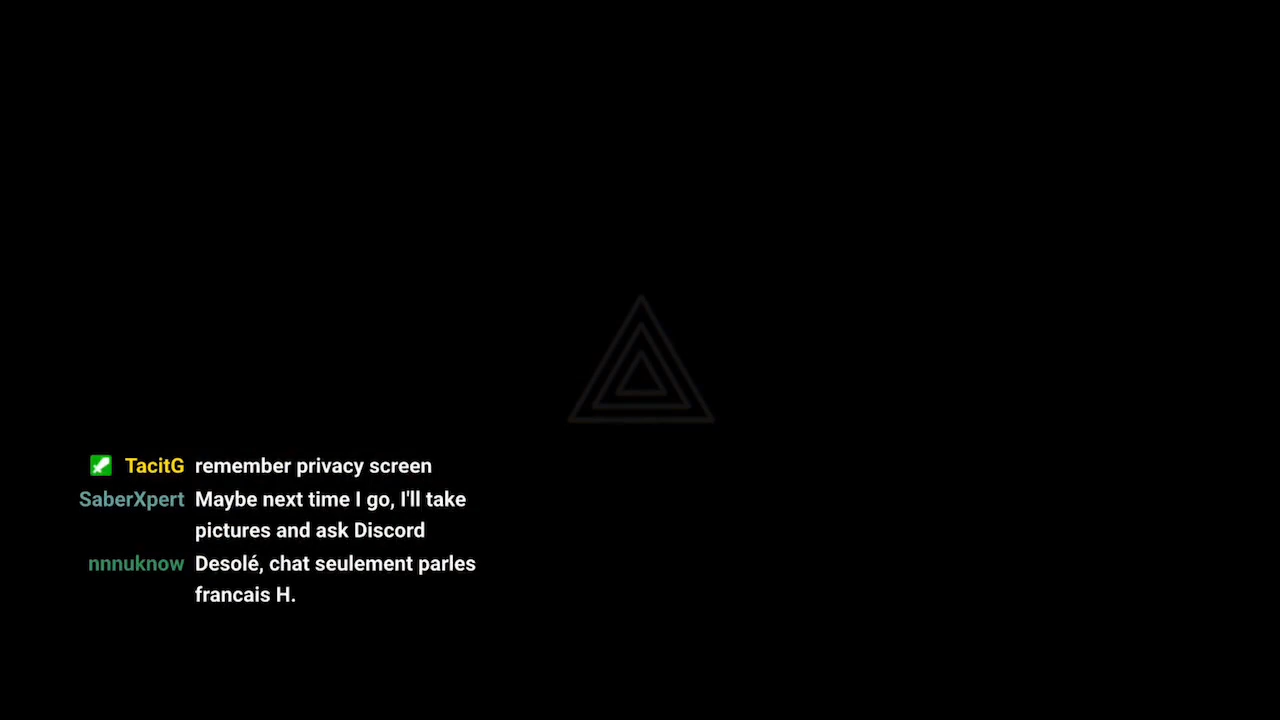 TacitG remember privacy screen
SaberXpert Maybe next time I go, I'll take
pictures and ask Discord
nnnuknow Desolé, chat seulement parles
francais H.